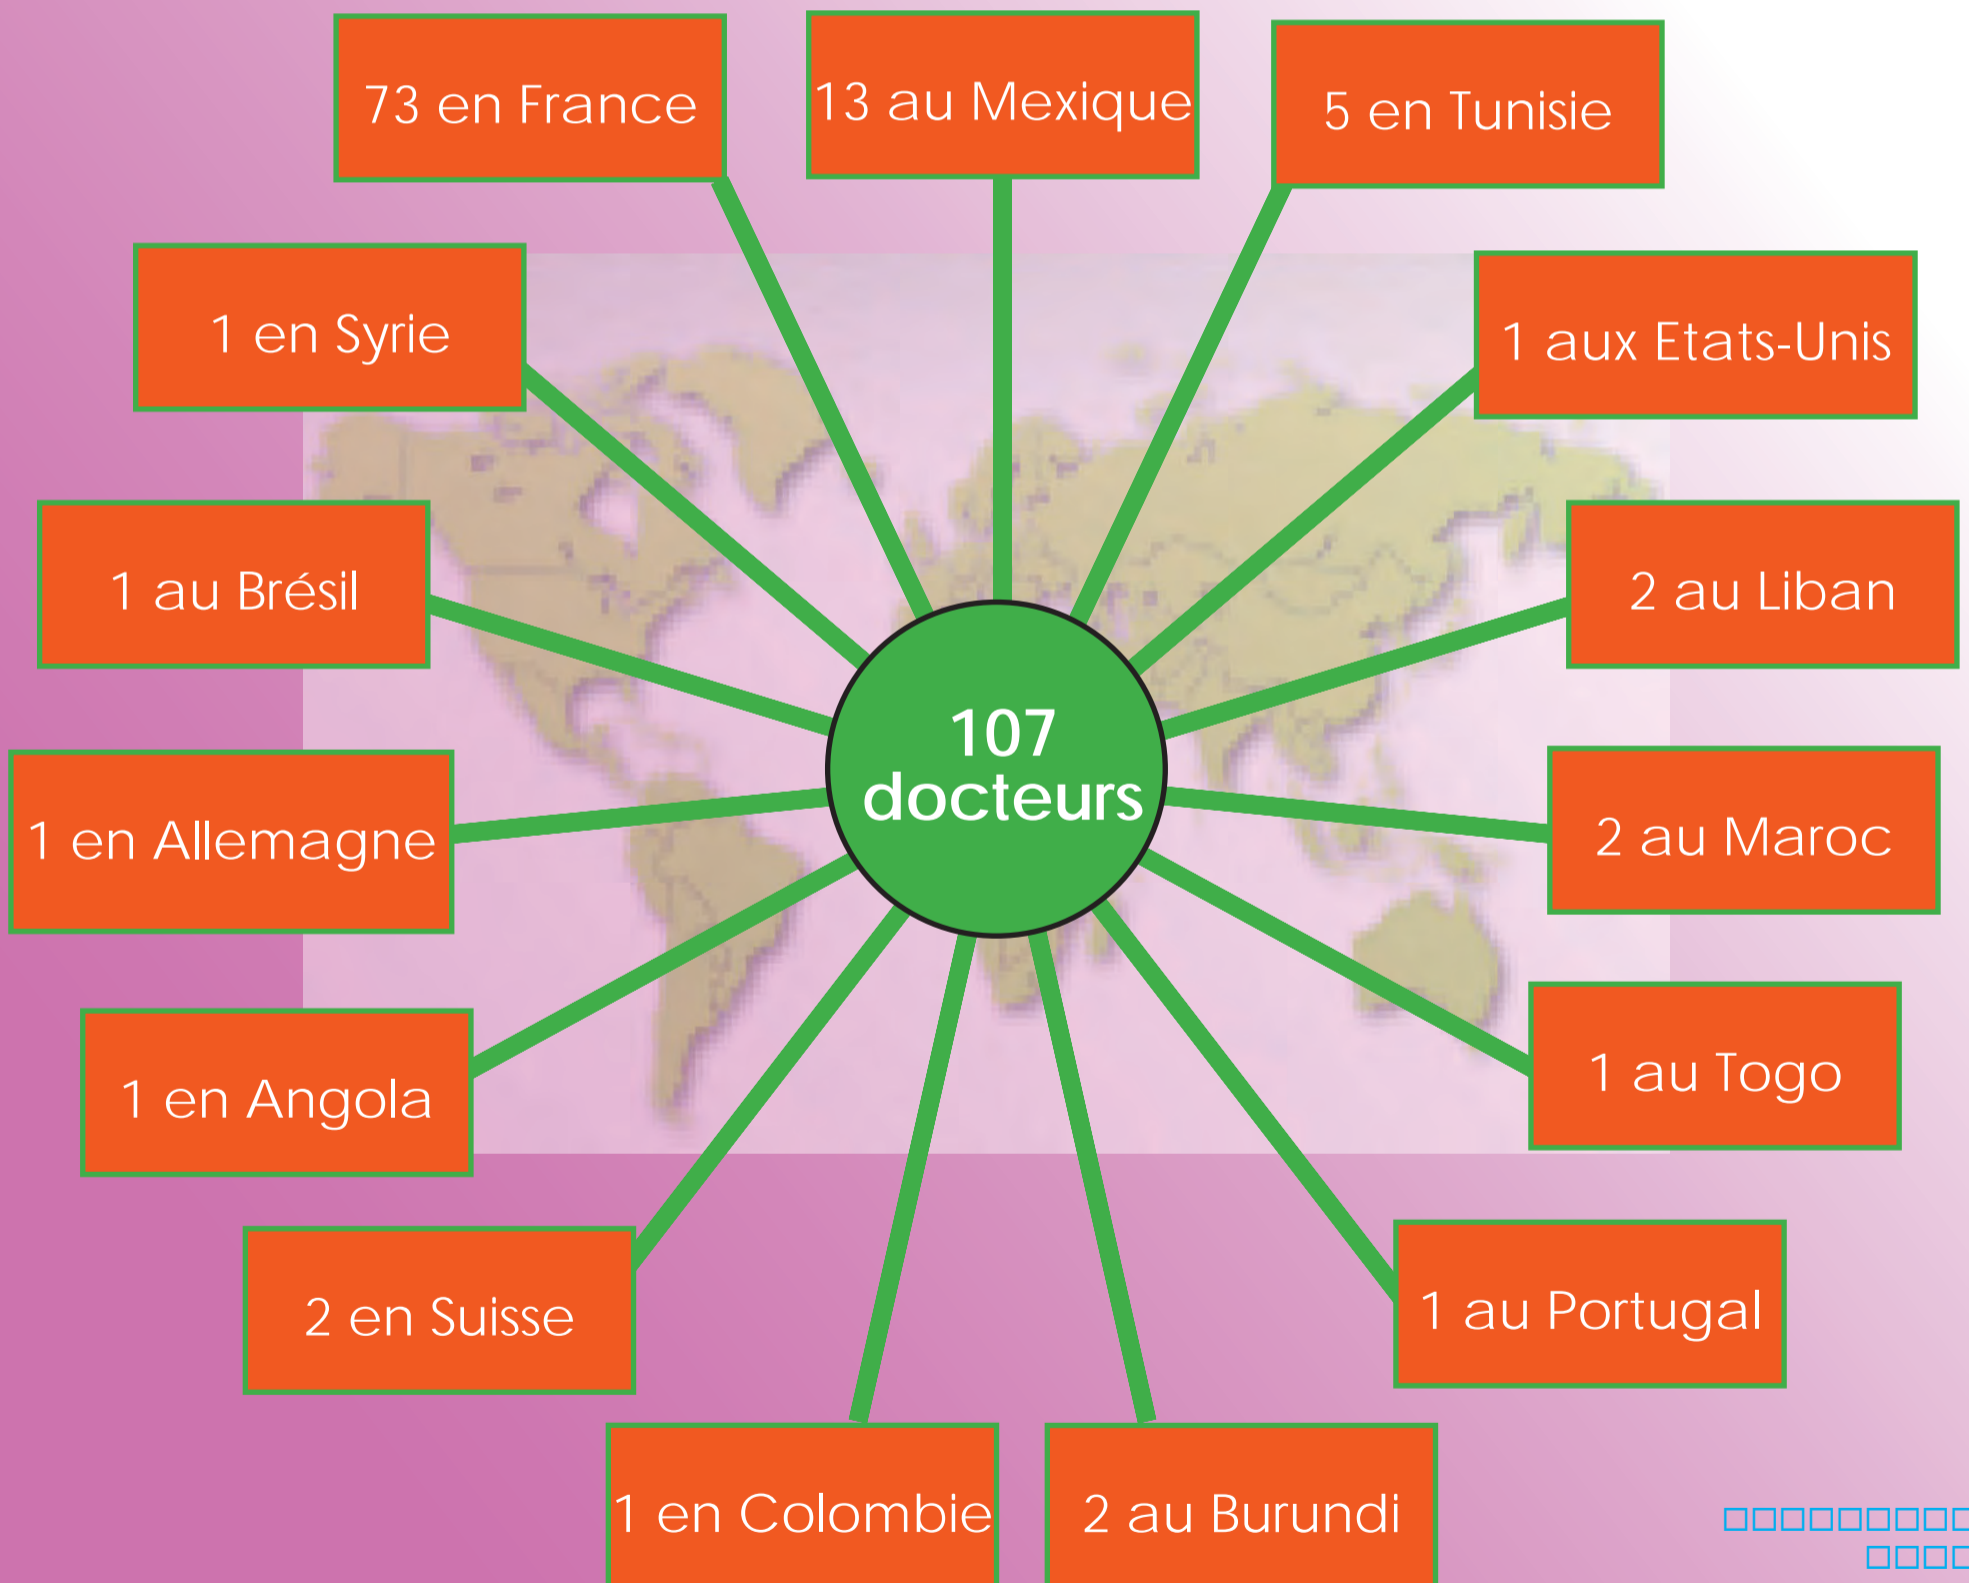 73 en France
13 au Mexique
5 en Tunisie
1 en Syrie
1 aux Etats-Unis
1 au Brésil
2 au Liban
107
docteurs
1 en Allemagne
2 au Maroc
1 en Angola
1 au Togo
2 en Suisse
1 au Portugal
1 en Colombie
2 au Burundi